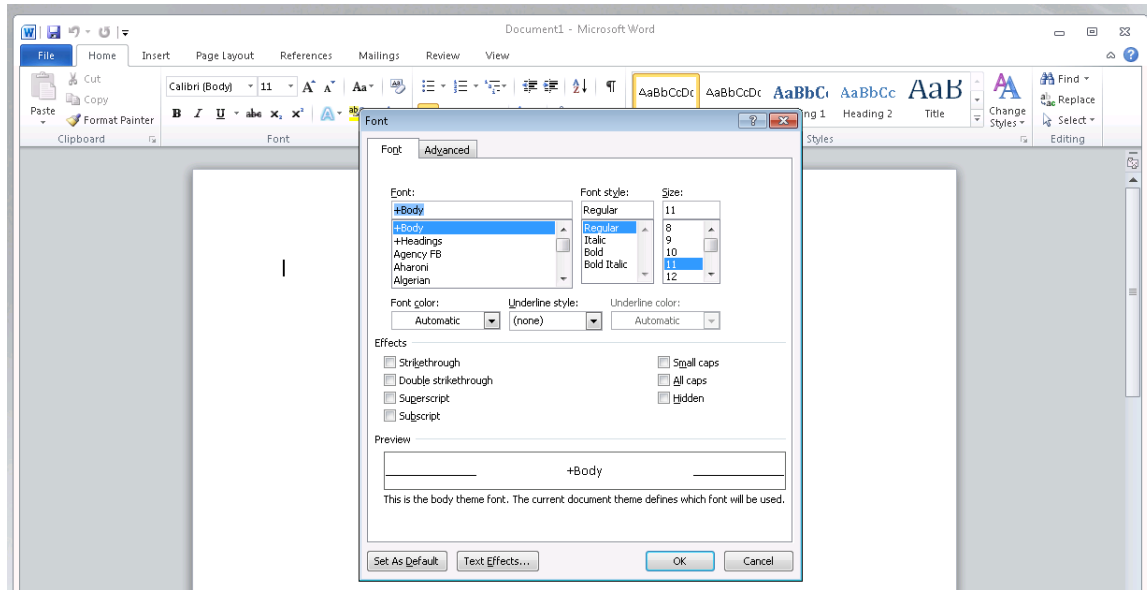 Document1 - Microsoft Word
File Home Insert Page Layout References Mailings Review View
Paste
Cut
Copy
Format Painter
Clipboard
Calibri (Body) 11
Font
AaBbCcDc AaBbCcDc AaBbC AaBbCc AaB
ng 1 Heading 2 Title
Change
Styles
Styles
Find
Replace
Select
Editing
Font
Font Advanced
Font: Font style: Size:
+Body Regular 11
+Body Regular 8
+Headings Italic 9
Agency FB Bold 10
Aharoni Bold Italic 11
Algerian 12
Font color: Underline style: Underline color:
Automatic (none) Automatic
Effects
Strikethrough Small caps
Double strikethrough All caps
Superscript Hidden
Subscript
Preview
+Body
This is the body theme font. The current document theme defines which font will be used.
Set As Default Text Effects... OK Cancel